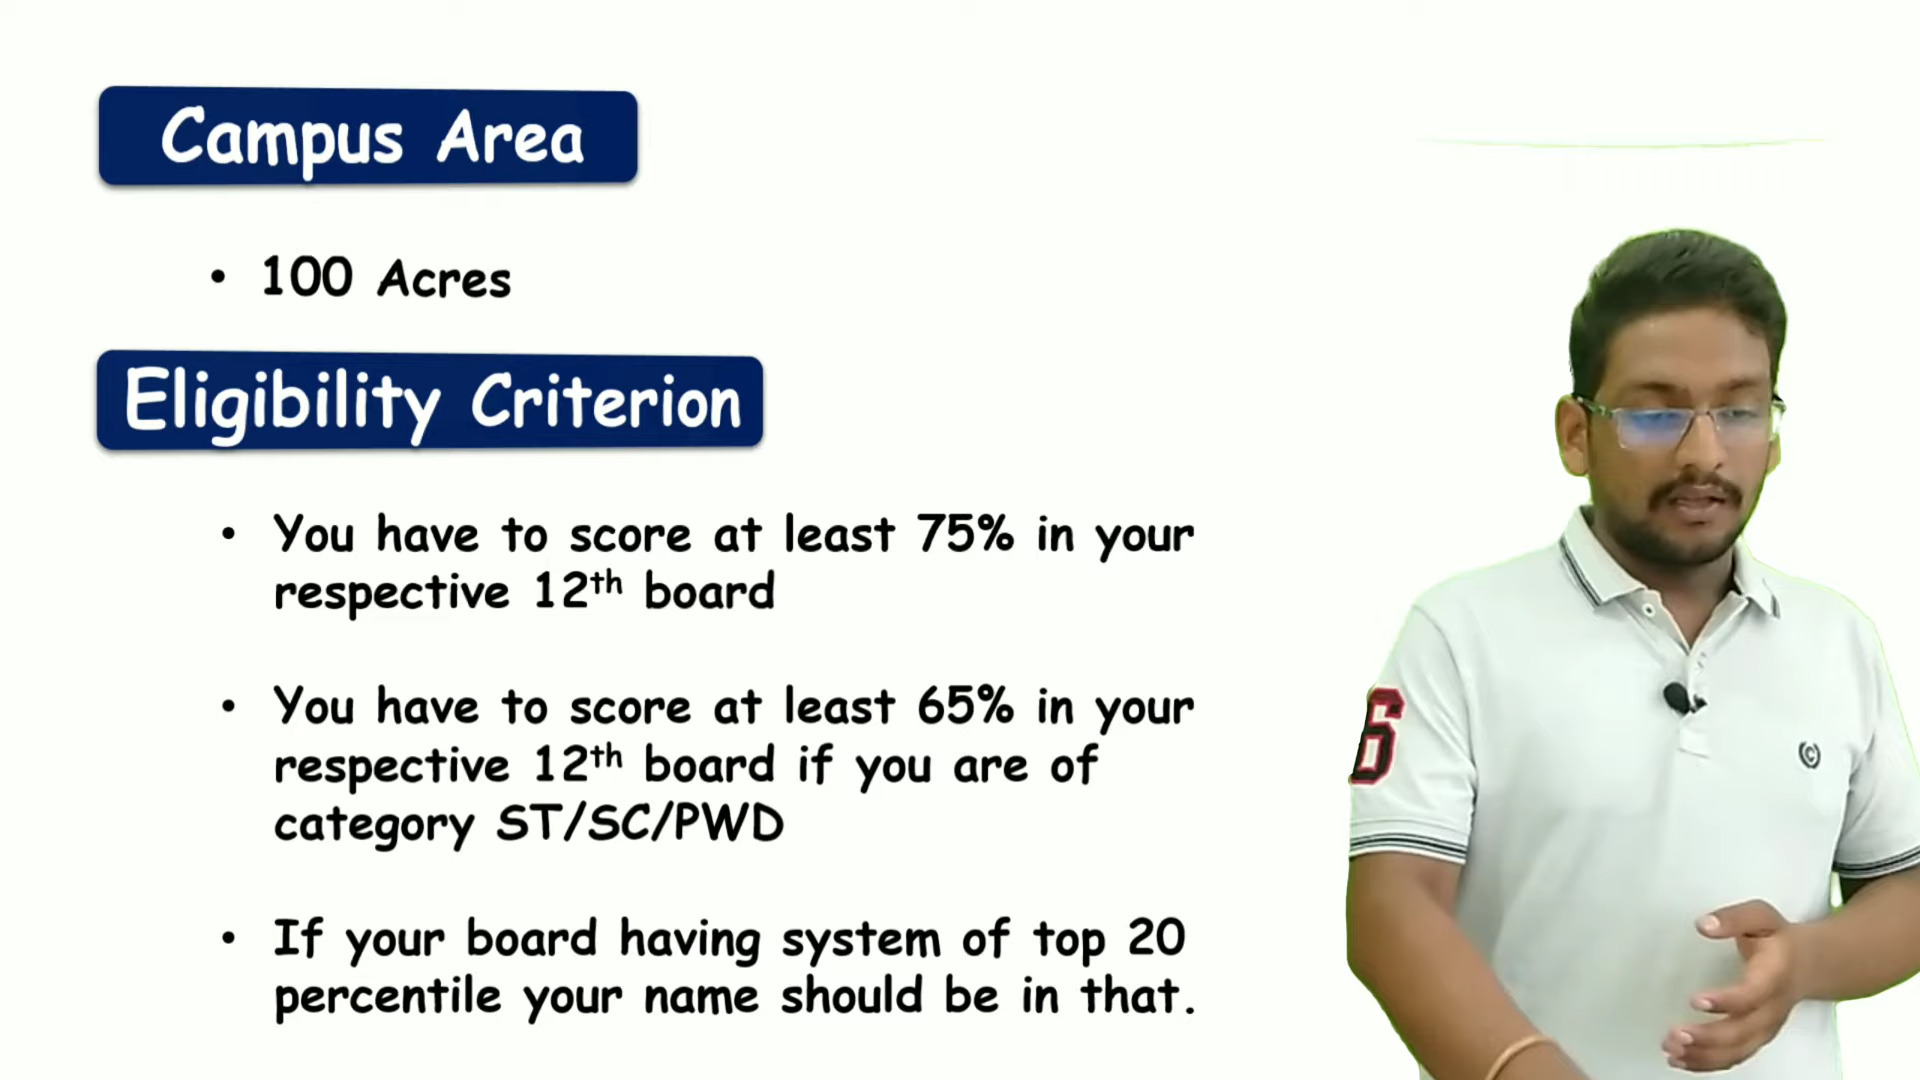 Campus Area
• 100 Acres
Eligibility Criterion
• You have to score at least 75% in your
respective 12th board
• You have to score at least 65% in your
respective 12th board if you are of
category ST/SC/PWD
• If your board having system of top 20
percentile your name should be in that.
6